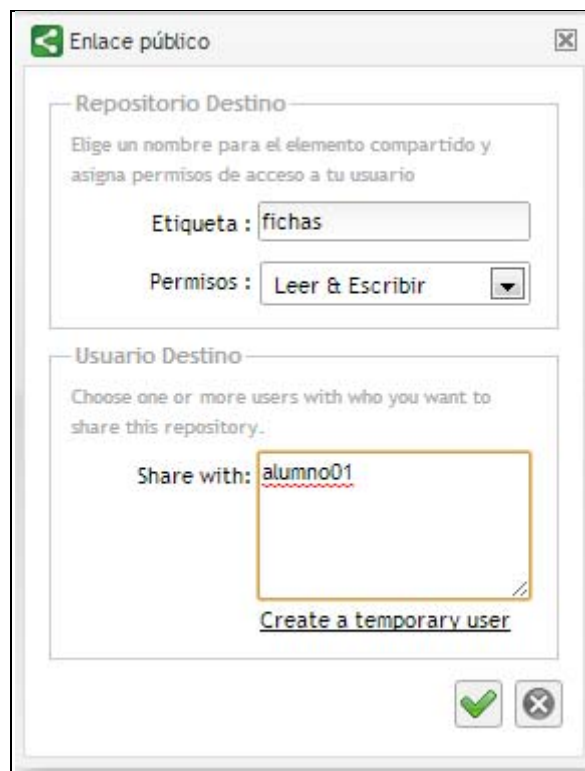 Enlace público
Repositorio Destino
Elige un nombre para el elemento compartido y
asigna permisos de acceso a tu usuario
Etiqueta : fichas
Permisos : Leer & Escribir
Usuario Destino
Choose one or more users with who you want to
share this repository.
Share with: alumno01
Create a temporary user